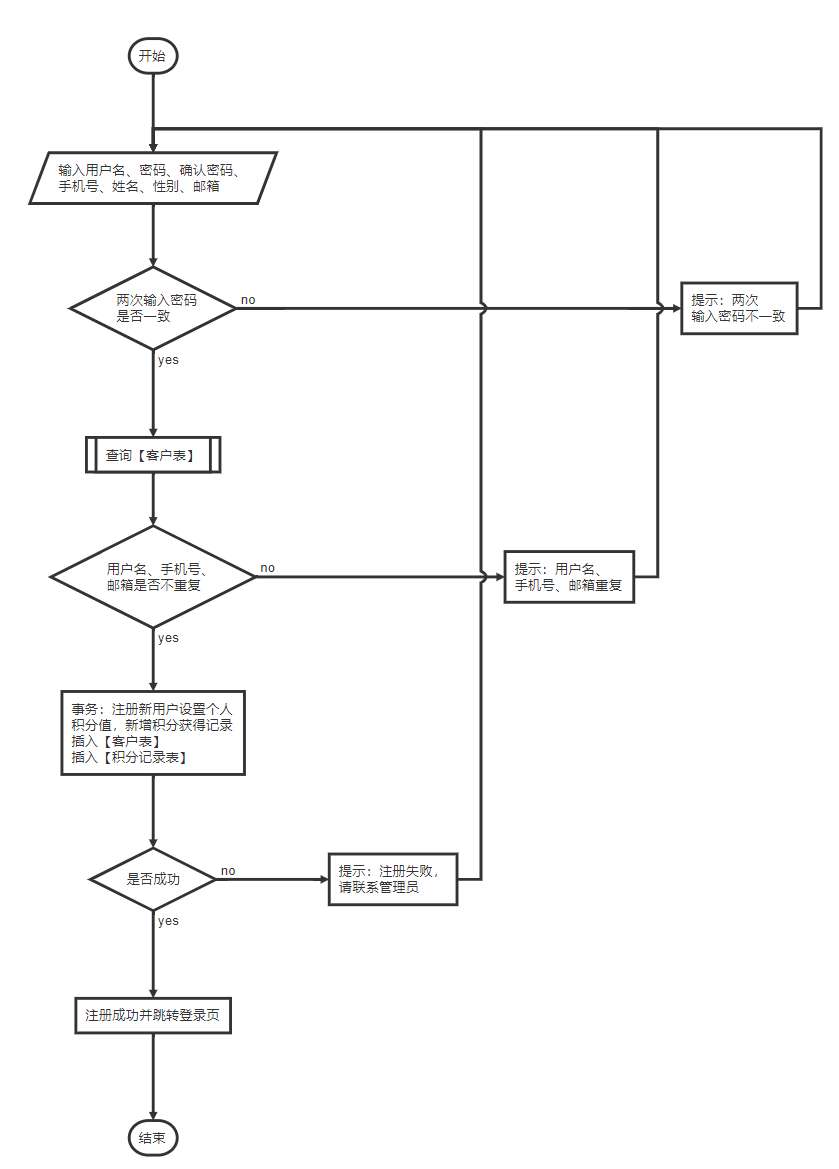 开始
输入用户名、密码、确认密码、
手机号、姓名、性别、邮箱
两次输入密码
是否一致
no
提示：两次
输入密码不一致
yes
查询【客户表】
用户名、手机号、
邮箱是否不重复
no
提示：用户名、
手机号、邮箱重复
yes
事务：注册新用户设置个人
积分值，新增积分获得记录
插入【客户表】
插入【积分记录表】
是否成功
no
提示：注册失败，
请联系管理员
yes
注册成功并跳转登录页
结束